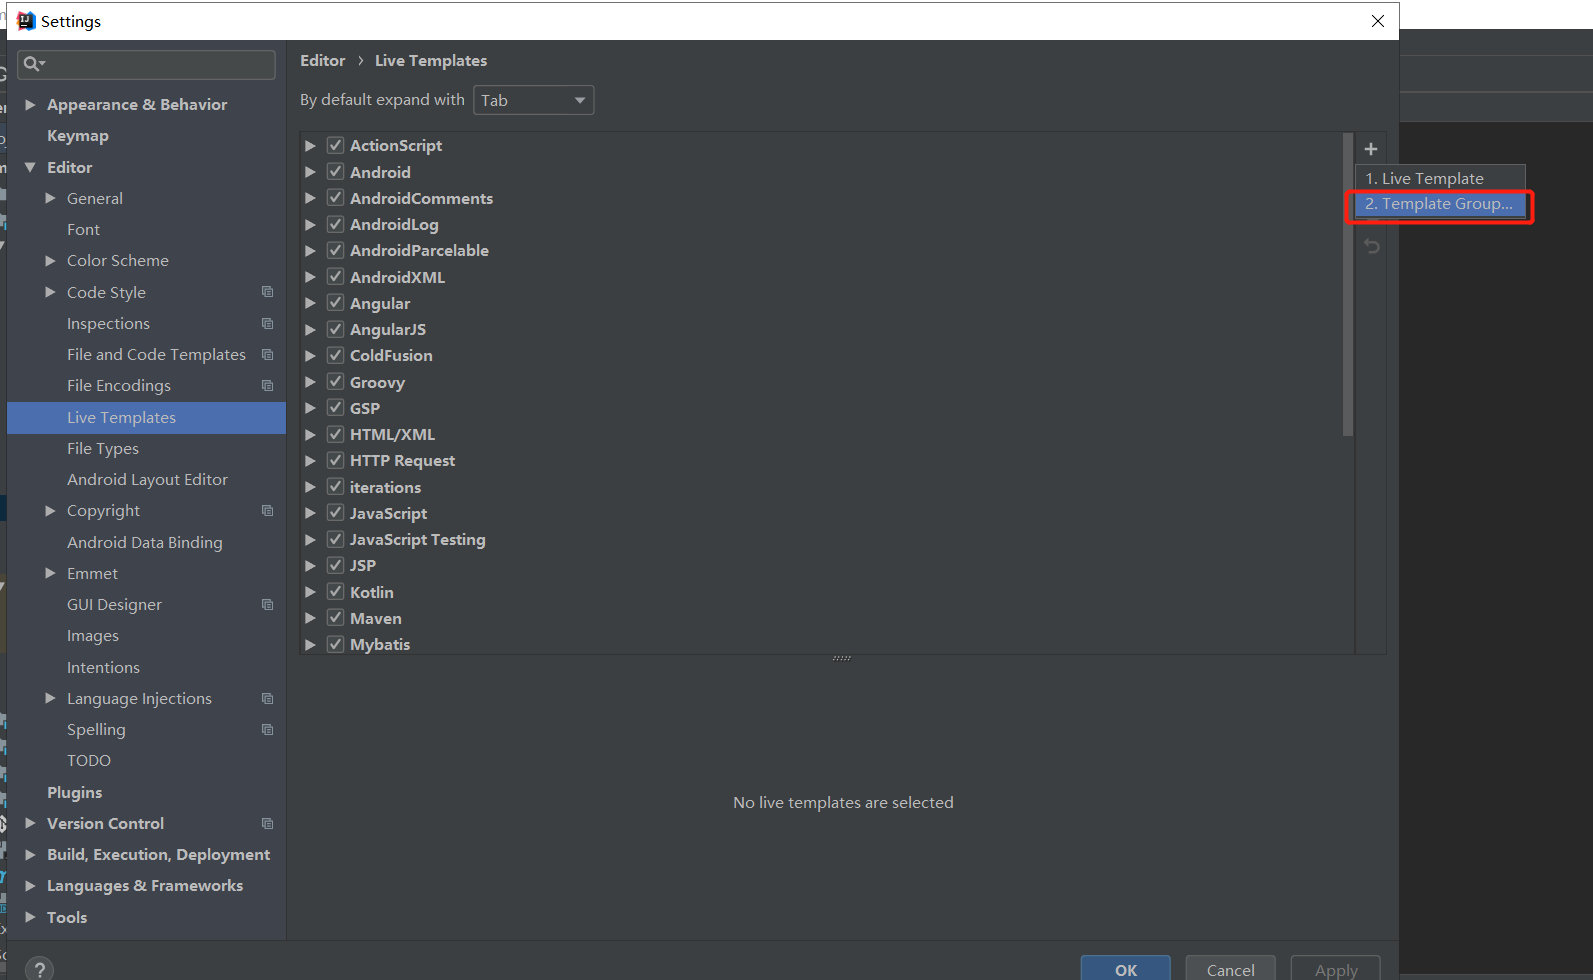 Settings
Editor › Live Templates
By default expand with Tab
Appearance & Behavior
Keymap
Editor
General
Font
Color Scheme
Code Style
Inspections
File and Code Templates
File Encodings
Live Templates
File Types
Android Layout Editor
Copyright
Android Data Binding
Emmet
GUI Designer
Images
Intentions
Language Injections
Spelling
TODO
Plugins
Version Control
Build, Execution, Deployment
Languages & Frameworks
Tools
ActionScript
Android
AndroidComments
AndroidLog
AndroidParcelable
AndroidXML
Angular
AngularJS
ColdFusion
Groovy
GSP
HTML/XML
HTTP Request
iterations
JavaScript
JavaScript Testing
JSP
Kotlin
Maven
Mybatis
1. Live Template
2. Template Group...
No live templates are selected
?
OK
Cancel
Apply